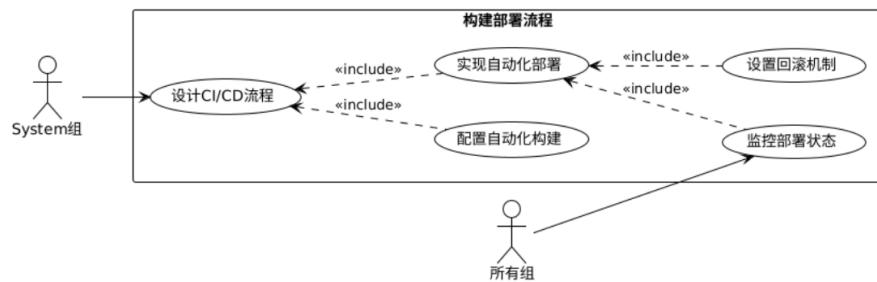 构建部署流程
System组
设计CI/CD流程
«include»
«include»
实现自动化部署
配置自动化构建
«include»
«include»
设置回滚机制
监控部署状态
所有组